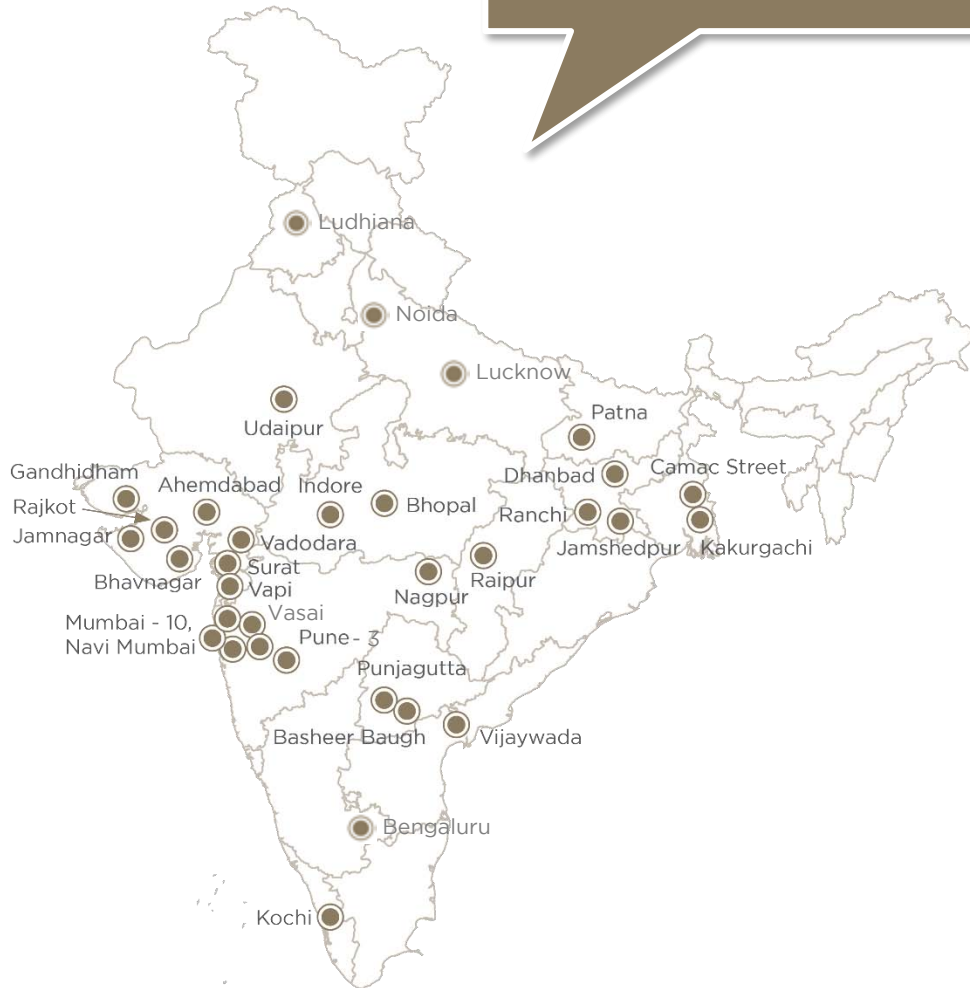 Ludhiana
Noida
Lucknow
Udaipur
Patna
Gandhidham
Ahemdabad
Indore
Dhanbad
Camac Street
Rajkot
Bhopal
Ranchi
Jamnagar
Vadodara
Jamshedpur
Kakurgachi
Bhavnagar
Surat
Raipur
Nagpur
Vapi
Vasai
Mumbai - 10,
Navi Mumbai
Pune - 3
Punjagutta
Basheer Baugh
Vijaywada
Bengaluru
Kochi